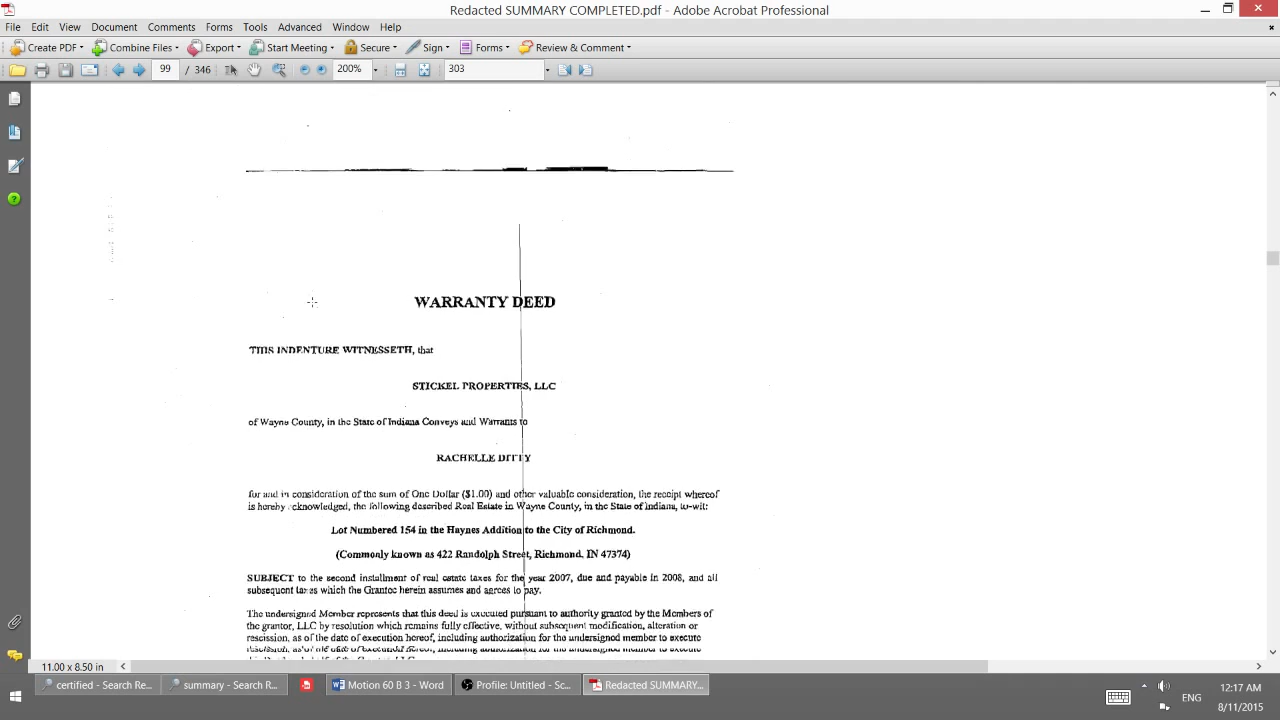 Redacted SUMMARY COMPLETED.pdf - Adobe Acrobat Professional
File Edit View Document Comments Forms Tools Advanced Window Help
Create PDF Combine Files Export Start Meeting Secure Sign Forms Review & Comment
99 / 346 200% 303
WARRANTY DEED
THIS INDENTURE WITNESSETH, that
STICKEL PROPERTIES, LLC
of Wayne County, in the State of Indiana Conveys and Warrants to
RACHELLE DITTY
for and in consideration of the sum of One Dollar ($1.00) and other valuable consideration, the receipt whereof
is hereby acknowledged, the following described Real Estate in Wayne County, in the State of Indiana, to-wit:
Lot Numbered 154 in the Haynes Addition to the City of Richmond.
(Commonly known as 422 Randolph Street, Richmond, IN 47374)
SUBJECT to the second installment of real estate taxes for the year 2007, due and payable in 2008, and all
subsequent taxes which the Grantee herein assumes and agrees to pay.
The undersigned Member represents that this deed is executed pursuant to authority granted by the Members of
the grantor, LLC by resolution which remains fully effective, without subsequent modification, alteration or
rescission, as of the date of execution hereof, including authorization for the undersigned member to execute
11.00 x 8.50 in
certified - Search Re... summary - Search R... Motion 60 B 3 - Word Profile: Untitled - Sc... Redacted SUMMARY...
ENG
12:17 AM
8/11/2015